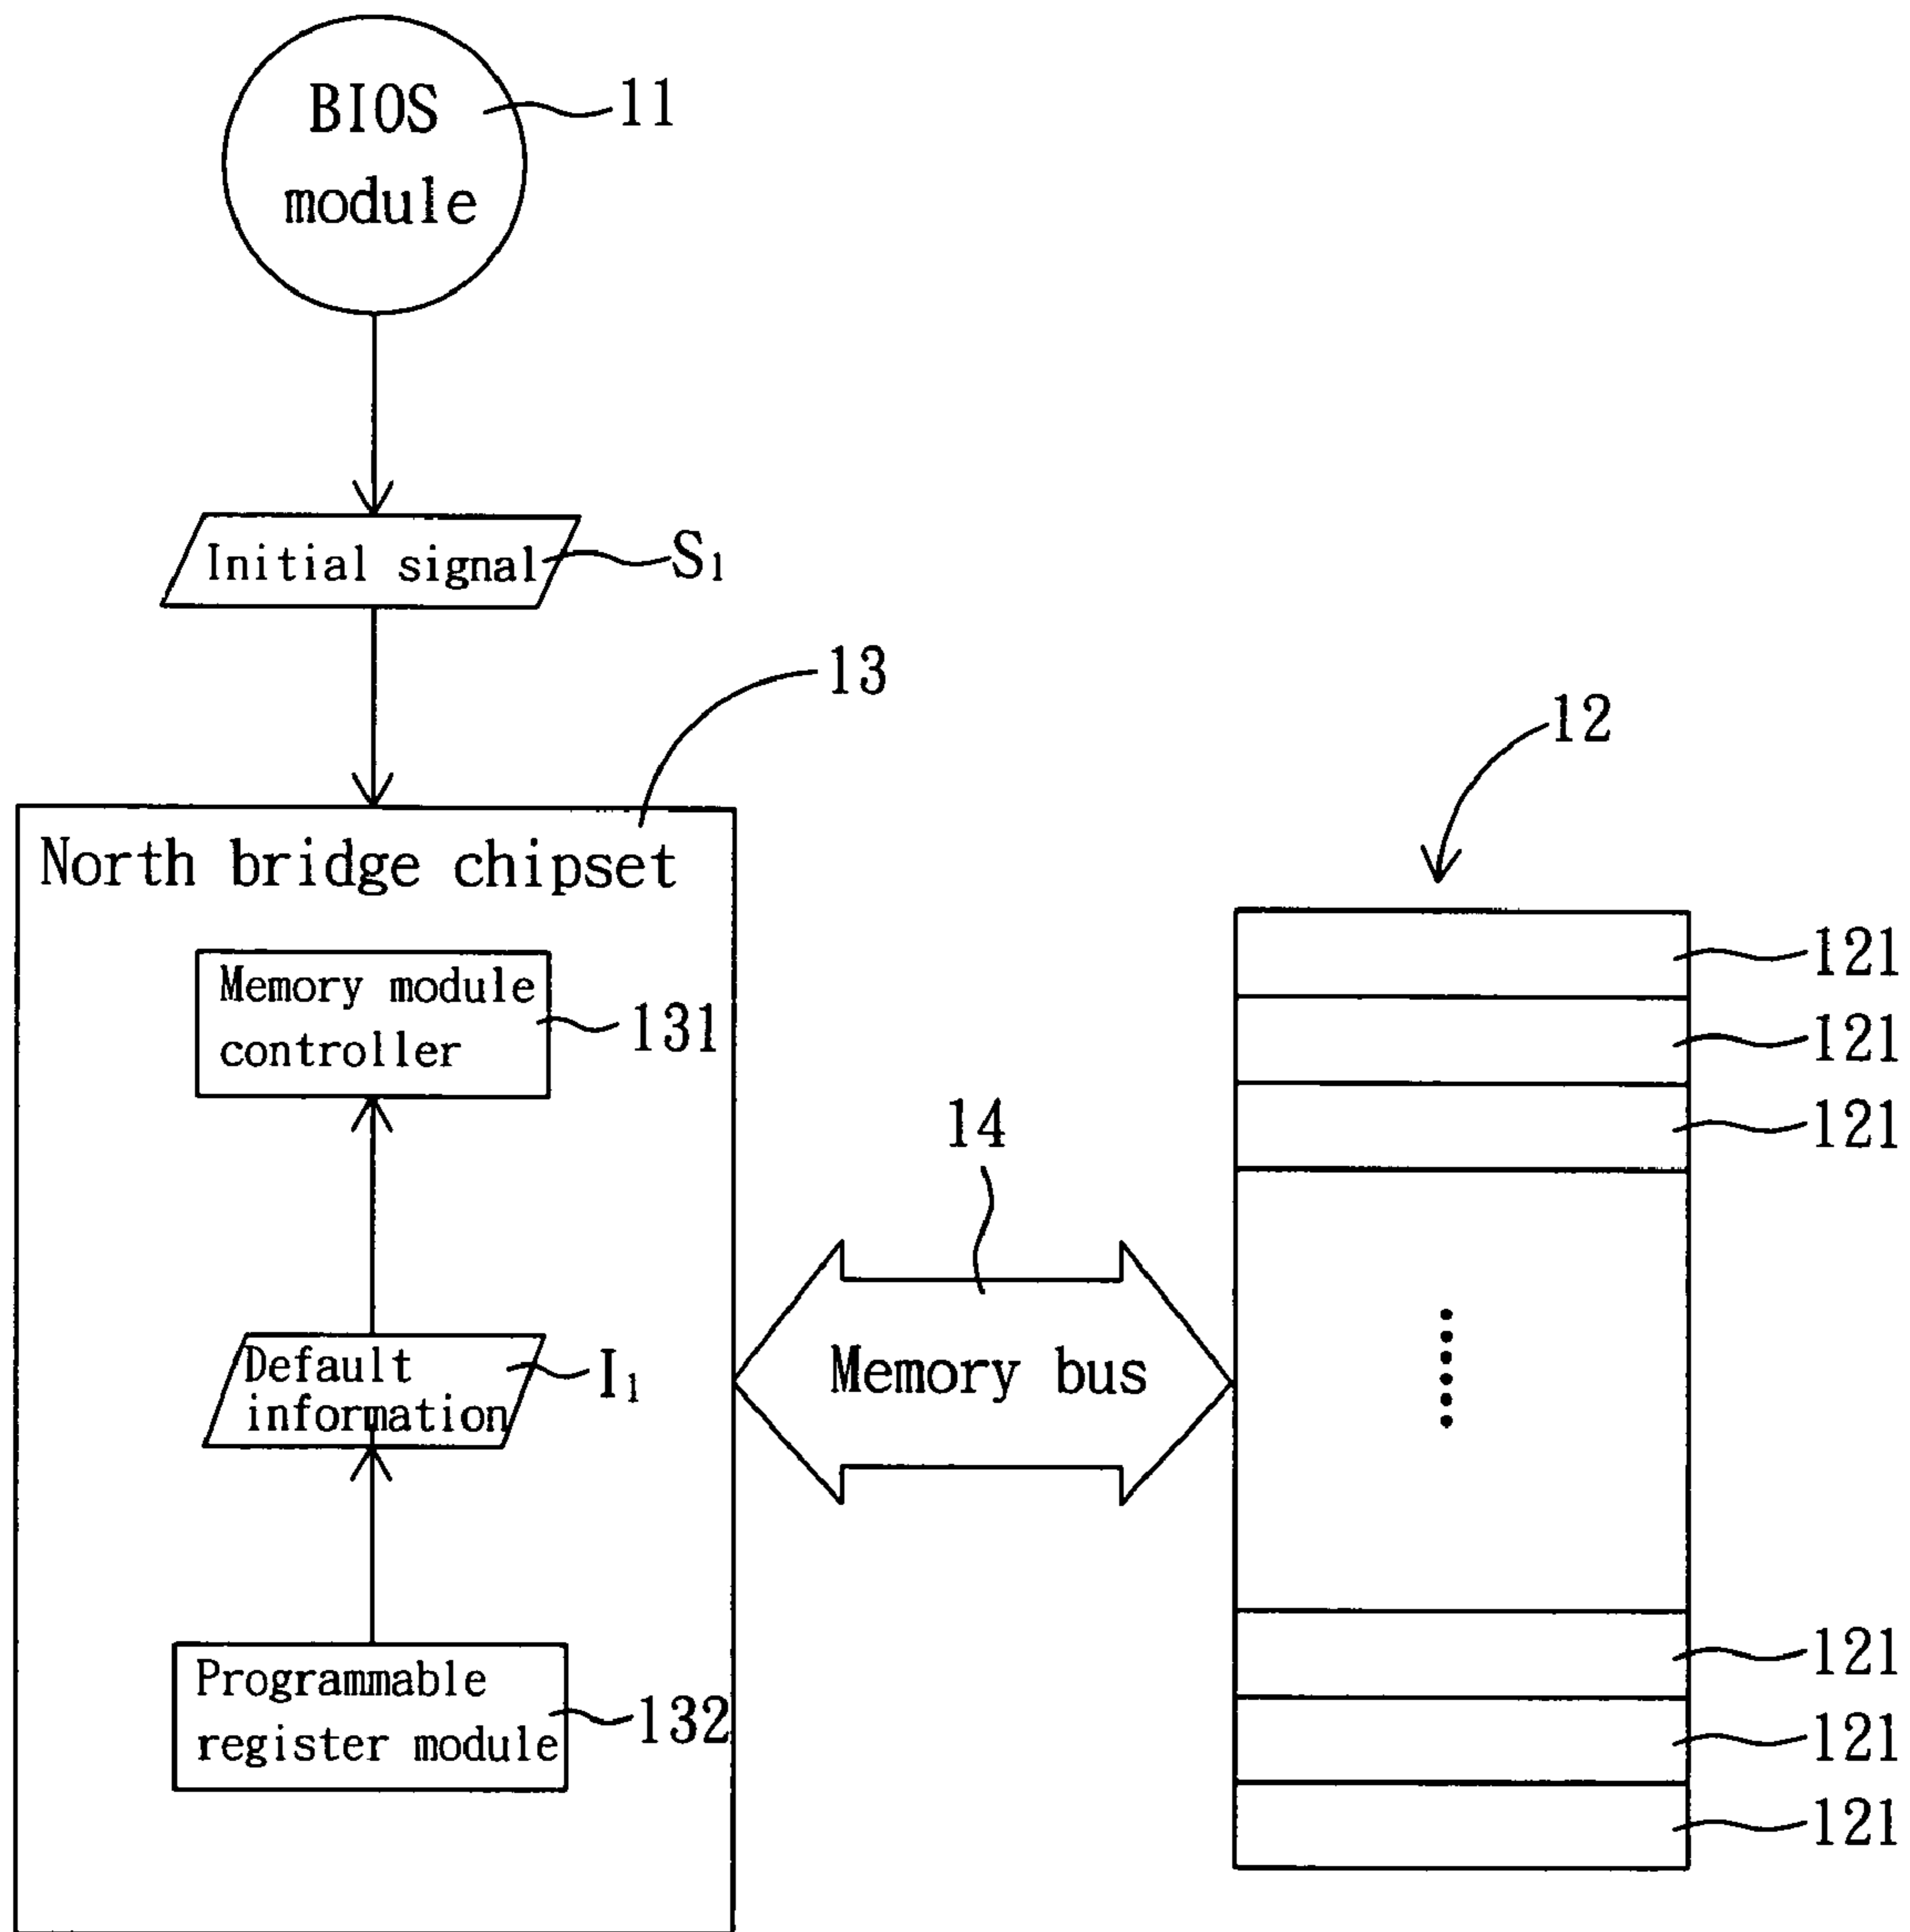 BIOS
module
11
Initial signal
S1
13
12
North bridge chipset
Memory module
controller
131
121
121
121
14
Memory bus
Default
information
I1
Programmable
register module
132
121
121
121